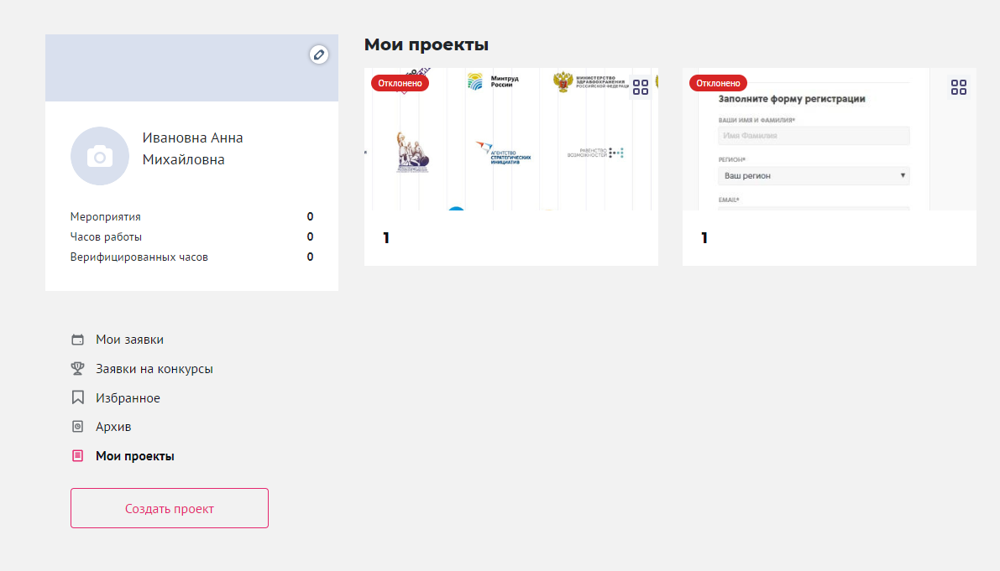 Ивановна Анна
Михайловна
Мероприятия 0
Часов работы 0
Верифицированных часов 0
Мои заявки
Заявки на конкурсы
Избранное
Архив
Мои проекты
Создать проект
Мои проекты
Отклонено
Минтруд
России
МИНИСТЕРСТВО
ЗДРАВООХРАНЕНИЯ
РОССИЙСКОЙ ФЕДЕРАЦИ
АГЕНТСТВО
СТРАТЕГИЧЕСКИХ
ИНИЦИАТИВ
РАВЕНСТВО
ВОЗМОЖНОСТЕЙ
1
Отклонено
Заполните форму регистрации
ВАШИ ИМЯ И ФАМИЛИЯ*
Имя Фамилия
РЕГИОН*
Ваш регион
EMAIL*
1